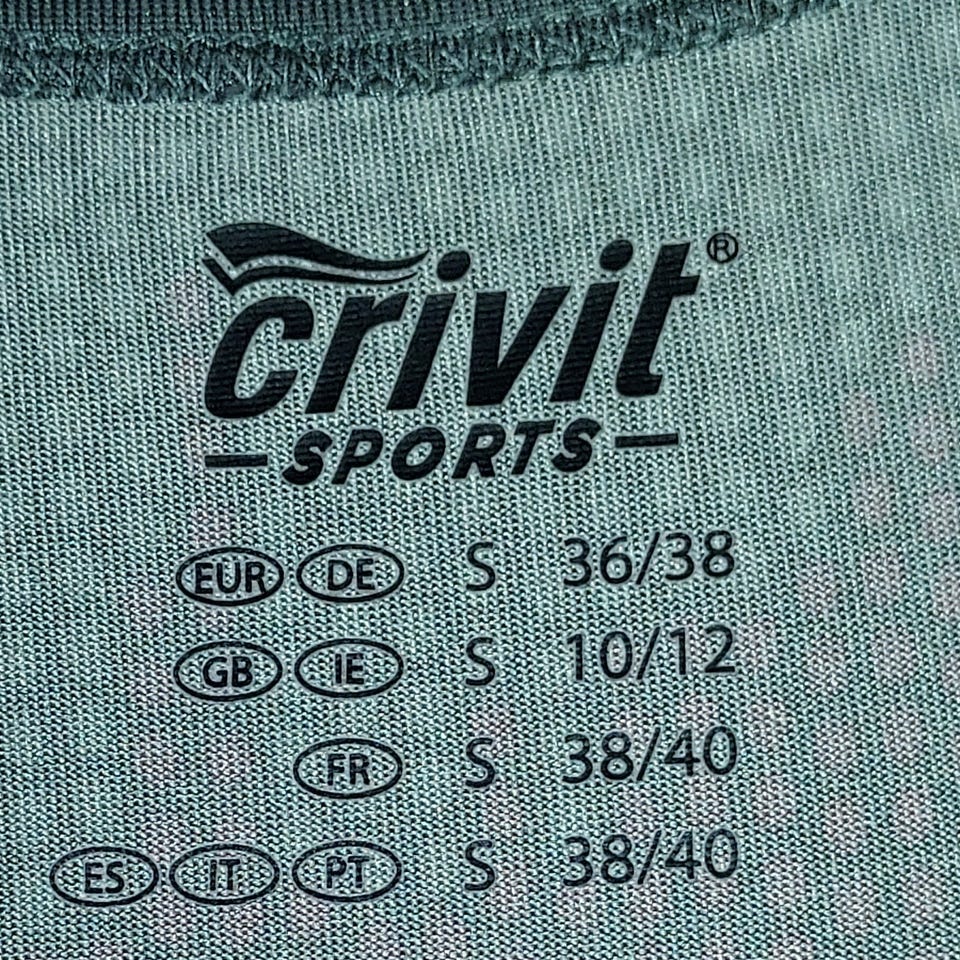 crivit®
SPORTS
EUR DE S 36/38
GB IE S 10/12
FR S 38/40
ES IT PT S 38/40